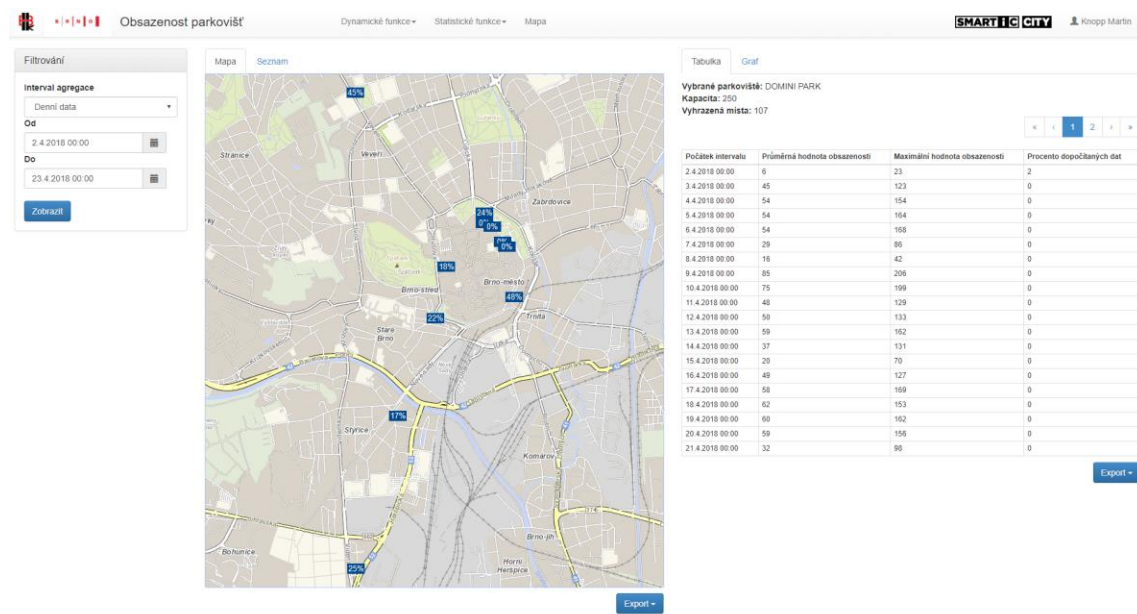 Obsazenost parkovišť
Dynamické funkce
Statistické funkce
Mapa
SMART CITY
Knopp Martin
Filtrování
Interval agregace
Denní data
Od
2.4.2018 00:00
Do
23.4.2018 00:00
Zobrazit
Mapa Seznam
45%
Stránice
Veveří
Zábrdovice
24%
0%
0%
0%
18%
Brno-město
Brno-střed
48%
22%
Trnitá
Staré
Brno
17%
Štýřice
Komárov
Brno-jih
Bohunice
Horní
Heršpice
25%
Export
Tabulka Graf
Vybrané parkoviště: DOMINI PARK
Kapacita: 250
Vyhrazená místa: 107
« ‹ 1 2 › »
Počátek intervalu Průměrná hodnota obsazenosti Maximální hodnota obsazenosti Procento dopočítaných dat
2.4.2018 00:00 6 23 2
3.4.2018 00:00 45 123 0
4.4.2018 00:00 54 154 0
5.4.2018 00:00 54 164 0
6.4.2018 00:00 54 168 0
7.4.2018 00:00 29 86 0
8.4.2018 00:00 16 42 0
9.4.2018 00:00 85 206 0
10.4.2018 00:00 75 199 0
11.4.2018 00:00 48 129 0
12.4.2018 00:00 50 133 0
13.4.2018 00:00 59 162 0
14.4.2018 00:00 37 131 0
15.4.2018 00:00 20 70 0
16.4.2018 00:00 49 127 0
17.4.2018 00:00 58 169 0
18.4.2018 00:00 62 153 0
19.4.2018 00:00 60 162 0
20.4.2018 00:00 59 156 0
21.4.2018 00:00 32 98 0
Export